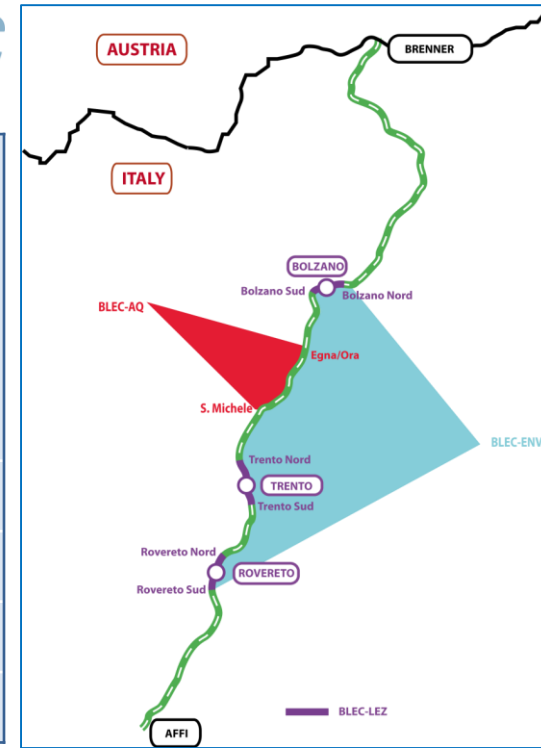 AUSTRIA
BRENNER
ITALY
BOLZANO
Bolzano Sud
Bolzano Nord
BLEC-AQ
Egna/Ora
S. Michele
BLEC-ENV
Trento Nord
TRENTO
Trento Sud
Rovereto Nord
ROVERETO
Rovereto Sud
BLEC-LEZ
AFFI